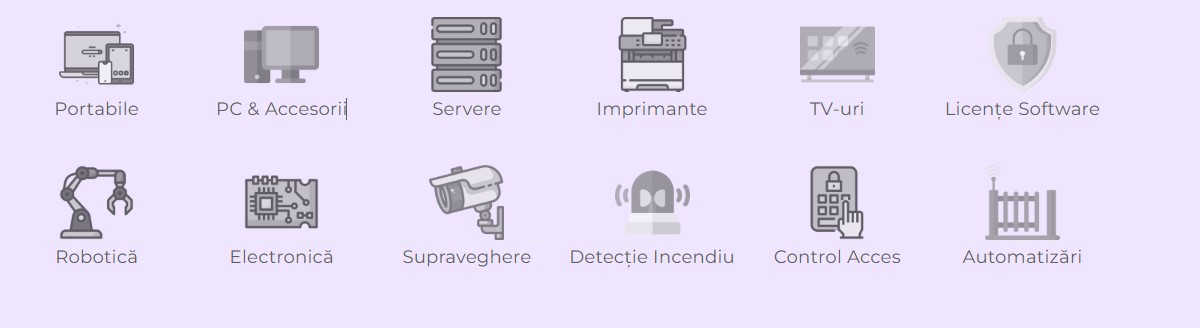 Portabile
PC & Accesorii
Servere
Imprimante
TV-uri
Licențe Software
Robotică
Electronică
Supraveghere
Detecție Incendiu
Control Acces
Automatizări